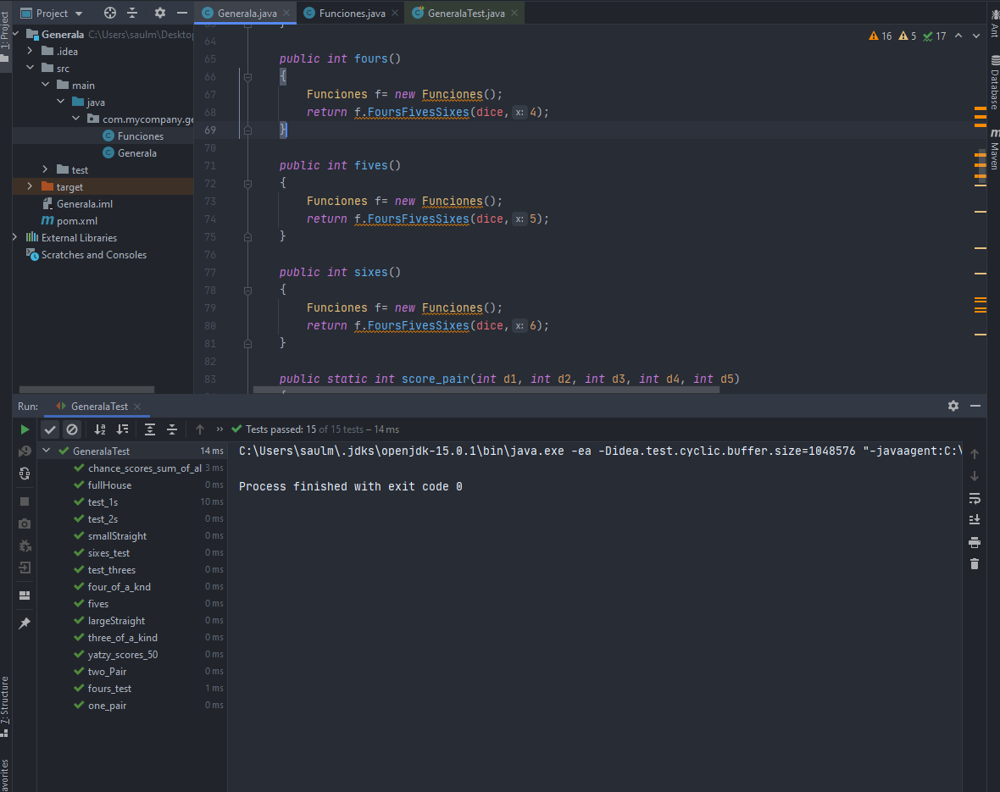 Project
Generala.java
Funciones.java
GeneralaTest.java
1: Project
Ant
Database
Maven
7: Structure
Generala C:\Users\saulm\Deskto
.idea
src
main
java
com.mycompany.ge
Funciones
Generala
test
target
Generala.iml
pom.xml
External Libraries
Scratches and Consoles
16 5 17
64
65 public int fours()
66 {
67 Funciones f= new Funciones();
68 return f.FoursFivesSixes(dice, x: 4);
69 }
70
71 public int fives()
72 {
73 Funciones f= new Funciones();
74 return f.FoursFivesSixes(dice, x: 5);
75 }
76
77 public int sixes()
78 {
79 Funciones f= new Funciones();
80 return f.FoursFivesSixes(dice, x: 6);
81 }
82
83 public static int score_pair(int d1, int d2, int d3, int d4, int d5)
Run: GeneralaTest
Tests passed: 15 of 15 tests – 14 ms
GeneralaTest 14 ms
chance_scores_sum_of_al 3 ms
fullHouse 0 ms
test_1s 10 ms
test_2s 0 ms
smallStraight 0 ms
sixes_test 0 ms
test_threes 0 ms
four_of_a_knd 0 ms
fives 0 ms
largeStraight 0 ms
three_of_a_kind 0 ms
yatzy_scores_50 0 ms
two_Pair 0 ms
fours_test 1 ms
one_pair 0 ms
C:\Users\saulm\.jdks\openjdk-15.0.1\bin\java.exe -ea -Didea.test.cyclic.buffer.size=1048576 "-javaagent:C:\
Process finished with exit code 0